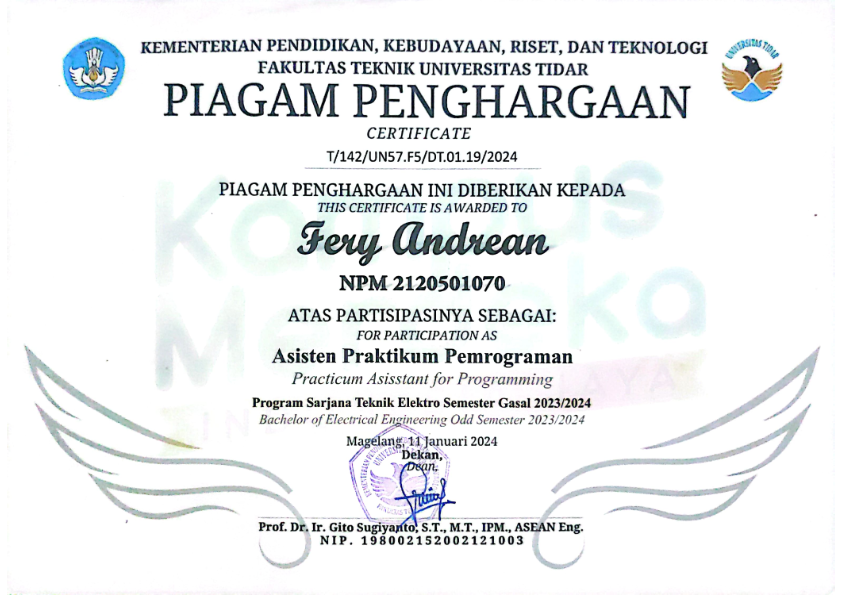 KEMENTERIAN PENDIDIKAN, KEBUDAYAAN, RISET, DAN TEKNOLOGI
FAKULTAS TEKNIK UNIVERSITAS TIDAR
UNIVERSITAS TIDAR
PIAGAM PENGHARGAAN
CERTIFICATE
T/142/UN57.F5/DT.01.19/2024
PIAGAM PENGHARGAAN INI DIBERIKAN KEPADA
THIS CERTIFICATE IS AWARDED TO
Fery Andrean
NPM 2120501070
ATAS PARTISIPASINYA SEBAGAI:
FOR PARTICIPATION AS
Asisten Praktikum Pemrograman
Practicum Asisstant for Programming
Program Sarjana Teknik Elektro Semester Gasal 2023/2024
Bachelor of Electrical Engineering Odd Semester 2023/2024
Magelang, 11 Januari 2024
Dekan,
Dean,
Prof. Dr. Ir. Gito Sugiyanto, S.T., M.T., IPM., ASEAN Eng.
NIP. 198002152002121003